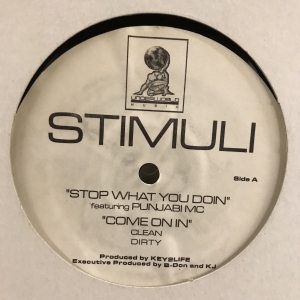 MUSIC
STIMULI
Side A
"STOP WHAT YOU DOIN"
featuring PUNJABI MC
"COME ON IN"
CLEAN
DIRTY
Produced by KEY2LIFE
Executive Produced by B-Don and KJ